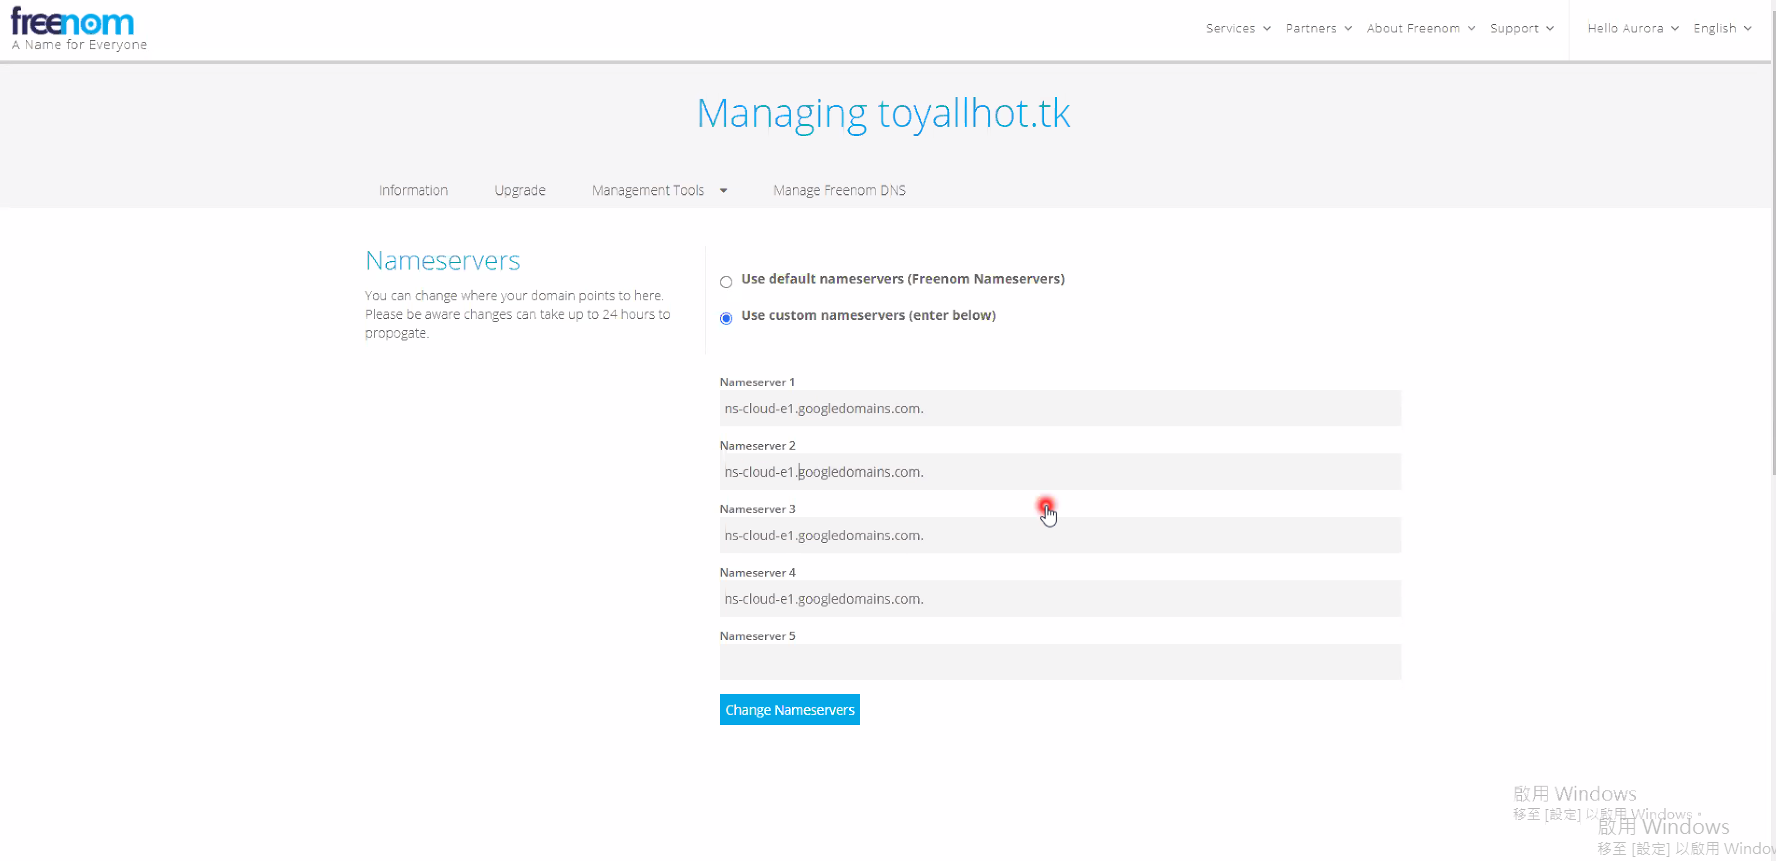 freenom
A Name for Everyone
Services
Partners
About Freenom
Support
Hello Aurora
English
Managing toyallhot.tk
Information
Upgrade
Management Tools
Manage Freenom DNS
Nameservers
You can change where your domain points to here.
Please be aware changes can take up to 24 hours to
propogate.
Use default nameservers (Freenom Nameservers)
Use custom nameservers (enter below)
Nameserver 1
ns-cloud-e1.googledomains.com.
Nameserver 2
ns-cloud-e1.googledomains.com.
Nameserver 3
ns-cloud-e1.googledomains.com.
Nameserver 4
ns-cloud-e1.googledomains.com.
Nameserver 5
Change Nameservers
啟用 Windows
移至 [設定] 以啟用 Windows。
啟用 Windows
移至 [設定] 以啟用 Window